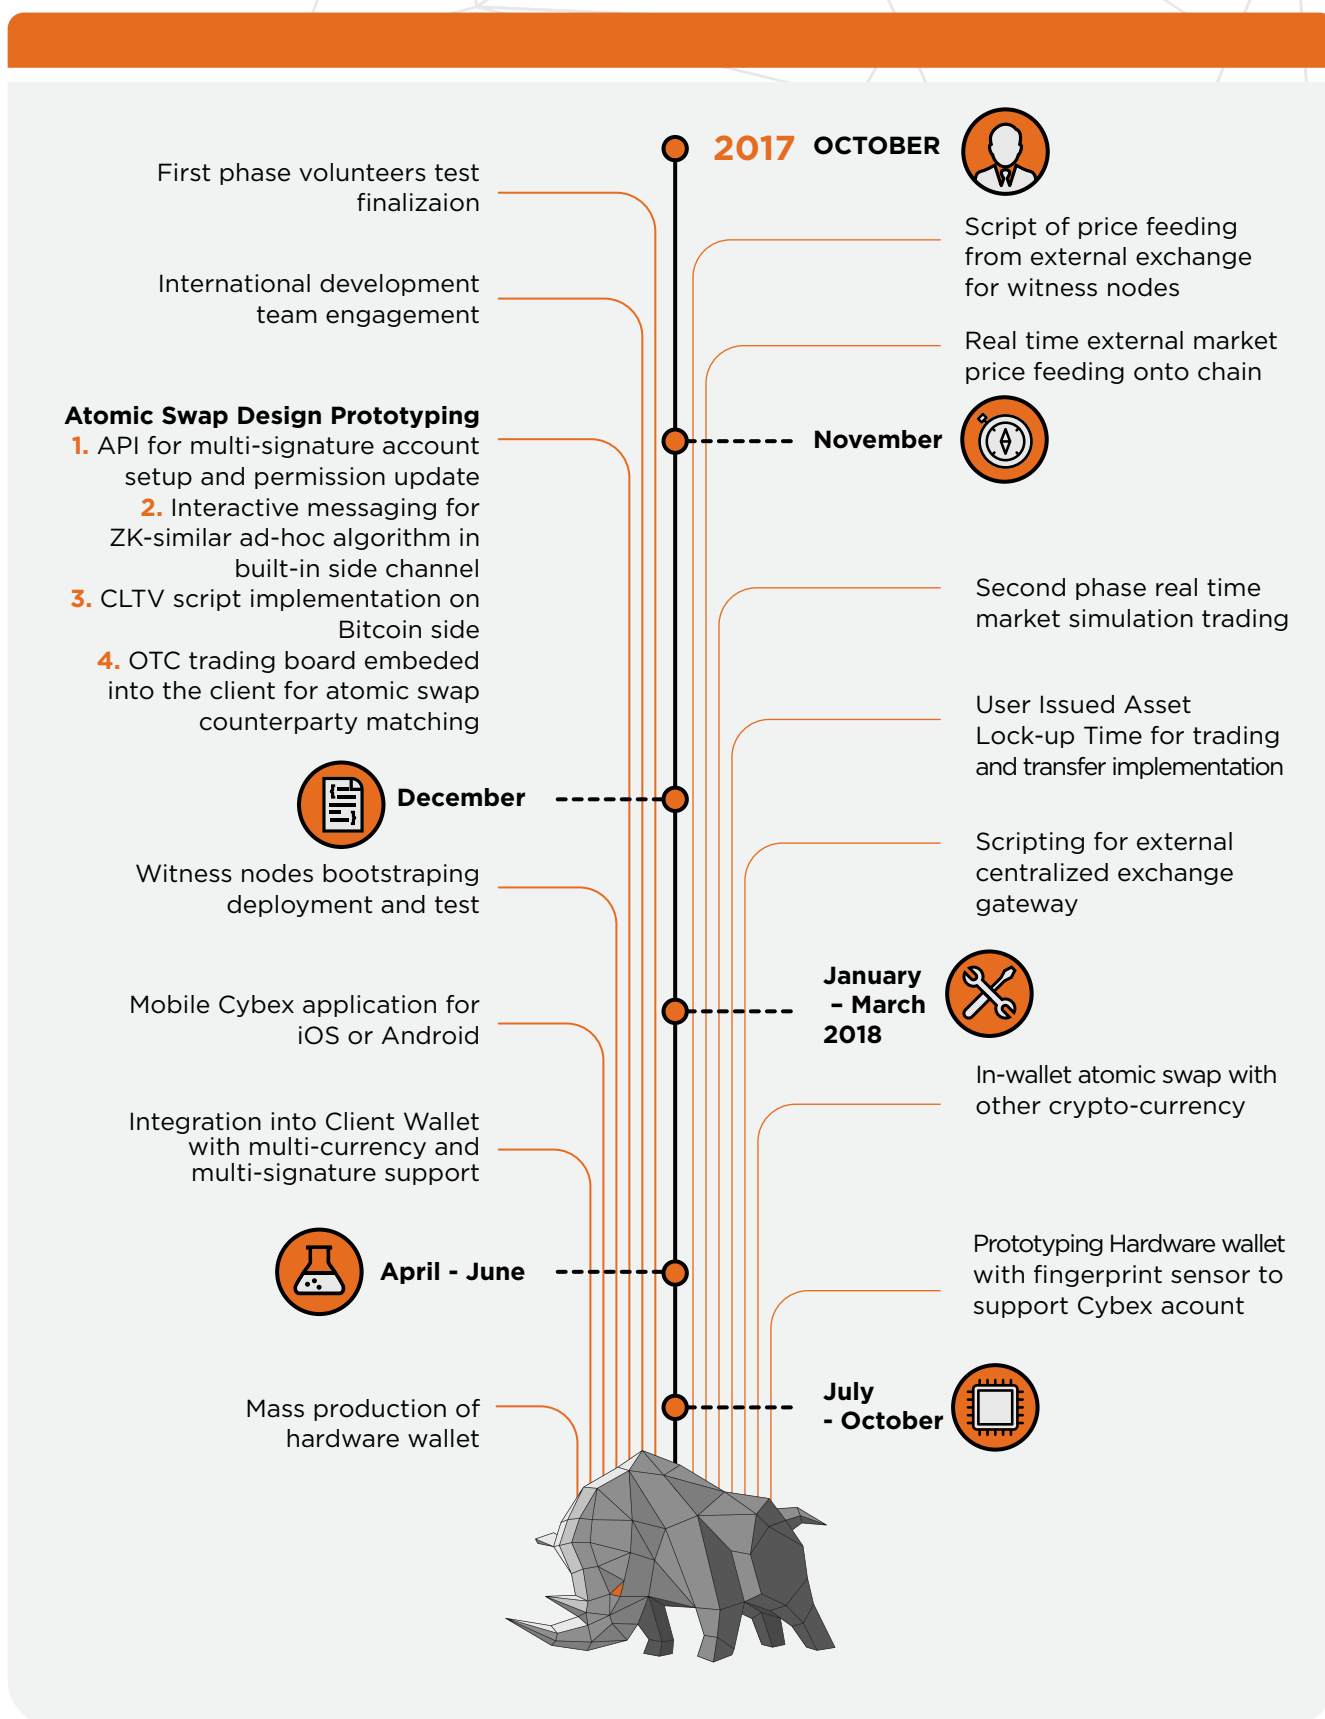 2017 OCTOBER
First phase volunteers test
finalizaion
Script of price feeding
from external exchange
for witness nodes
International development
team engagement
Real time external market
price feeding onto chain
Atomic Swap Design Prototyping
1. API for multi-signature account
setup and permission update
2. Interactive messaging for
ZK-similar ad-hoc algorithm in
built-in side channel
3. CLTV script implementation on
Bitcoin side
4. OTC trading board embeded
into the client for atomic swap
counterparty matching
November
Second phase real time
market simulation trading
User Issued Asset
Lock-up Time for trading
and transfer implementation
December
Witness nodes bootstraping
deployment and test
Scripting for external
centralized exchange
gateway
Mobile Cybex application for
iOS or Android
January
– March
2018
Integration into Client Wallet
with multi-currency and
multi-signature support
In-wallet atomic swap with
other crypto-currency
April - June
Prototyping Hardware wallet
with fingerprint sensor to
support Cybex acount
Mass production of
hardware wallet
July
- October